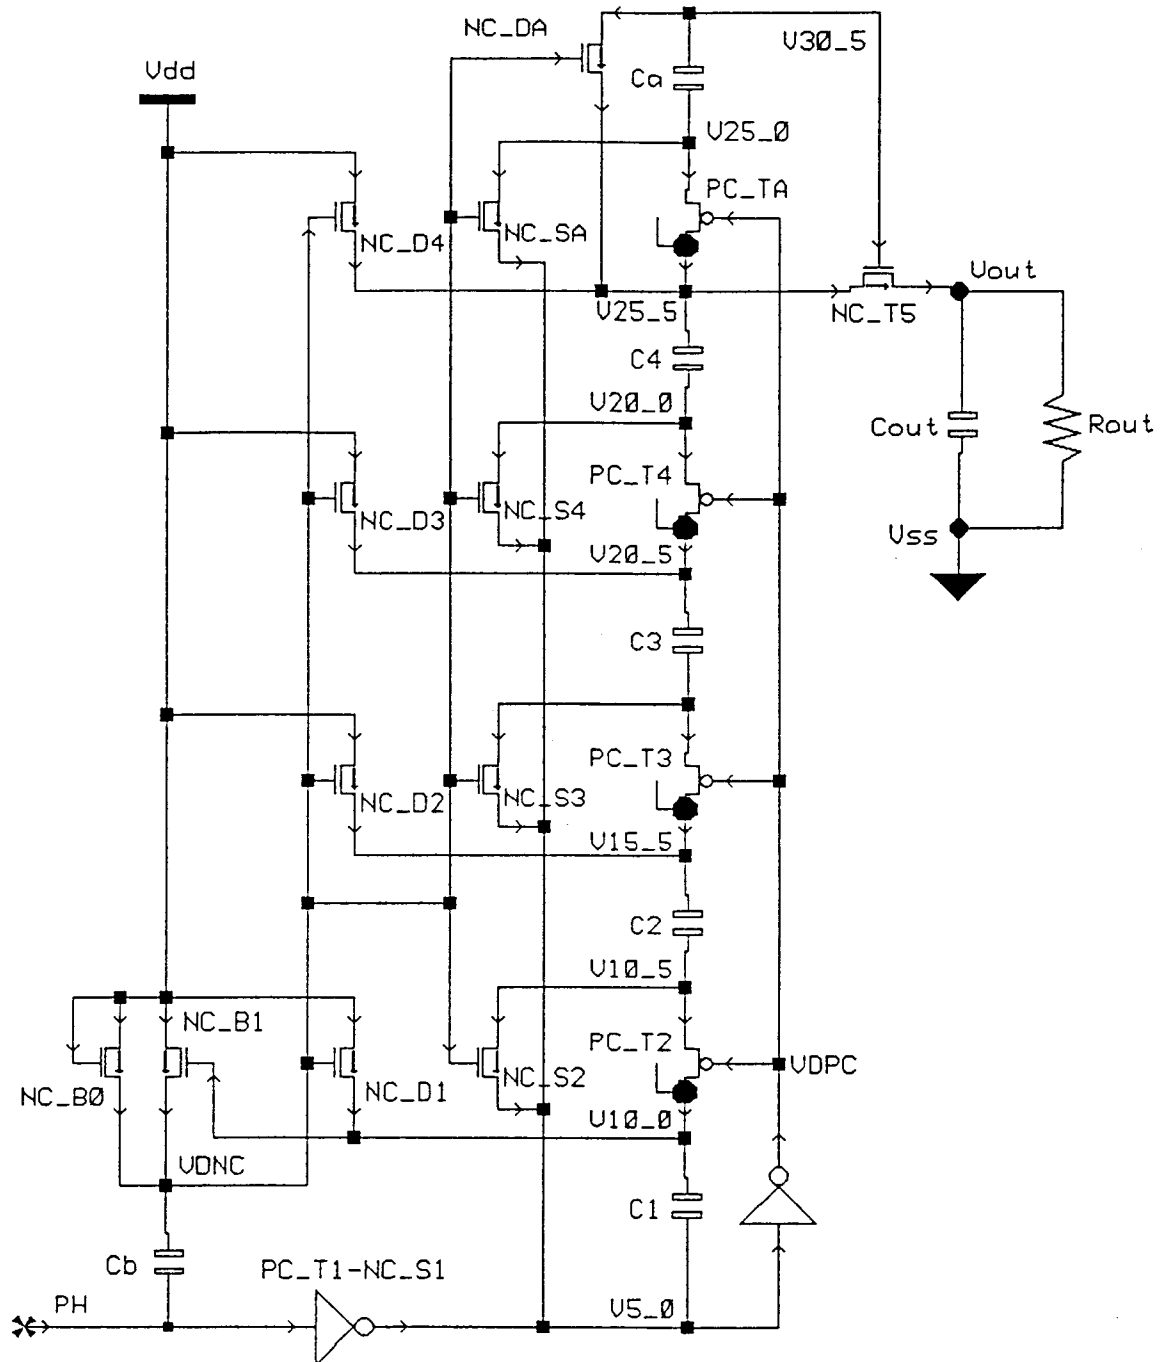 NC_DA
V30_5
Vdd
Ca
V25_0
PC_TA
NC_D4
NC_SA
Vout
V25_5
NC_T5
C4
V20_0
Cout
Rout
PC_T4
NC_D3
NC_S4
Vss
V20_5
C3
PC_T3
NC_D2
NC_S3
V15_5
C2
V10_5
NC_B1
PC_T2
VDPC
NC_B0
NC_D1
NC_S2
V10_0
VDNC
C1
Cb
PC_T1-NC_S1
PH
V5_0